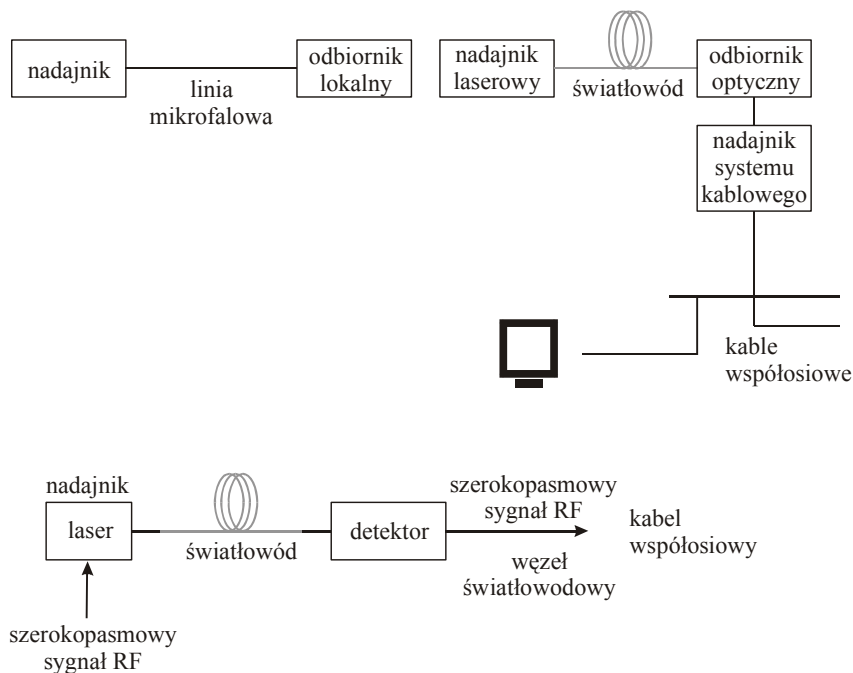 nadajnik
linia
mikrofalowa
odbiornik
lokalny
nadajnik
laserowy
światłowód
odbiornik
optyczny
nadajnik
systemu
kablowego
kable
współosiowe
nadajnik
laser
światłowód
detektor
szerokopasmowy
sygnał RF
węzeł
światłowodowy
kabel
współosiowy
szerokopasmowy
sygnał RF